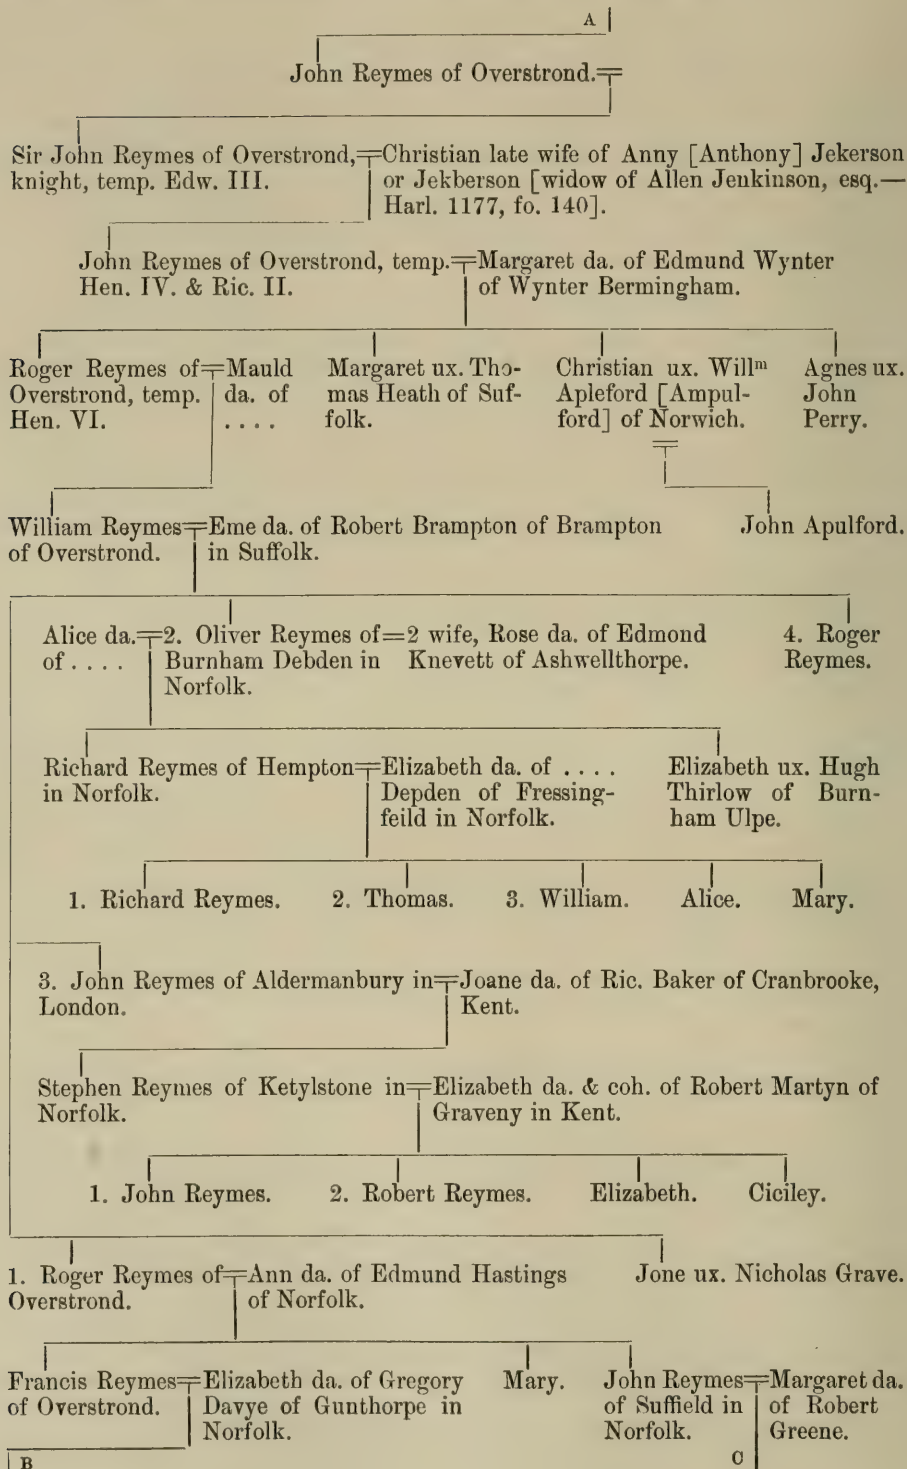 A
John Reymes of Overstrond.=
Sir John Reymes of Overstrond,=Christian late wife of Anny [Anthony] Jekerson
knight, temp. Edw. III. or Jekberson [widow of Allen Jenkinson, esq.—
Harl. 1177, fo. 140].
John Reymes of Overstrond, temp.=Margaret da. of Edmund Wynter
Hen. IV. & Ric. II. of Wynter Bermingham.
Roger Reymes of=Mauld Margaret ux. Tho- Christian ux. Willm Agnes ux.
Overstrond, temp. da. of mas Heath of Suf- Apleford [Ampul- John
Hen. VI. . . . . folk. ford] of Norwich. Perry.
=
William Reymes=Eme da. of Robert Brampton of Brampton John Apulford.
of Overstrond. in Suffolk.
Alice da.=2. Oliver Reymes of=2 wife, Rose da. of Edmond 4. Roger
of . . . . Burnham Debden in Knevett of Ashwellthorpe. Reymes.
Norfolk.
Richard Reymes of Hempton=Elizabeth da. of . . . . Elizabeth ux. Hugh
in Norfolk. Depden of Fressing- Thirlow of Burn-
feild in Norfolk. ham Ulpe.
1. Richard Reymes. 2. Thomas. 3. William. Alice. Mary.
3. John Reymes of Aldermanbury in=Joane da. of Ric. Baker of Cranbrooke,
London. Kent.
Stephen Reymes of Ketylstone in=Elizabeth da. & coh. of Robert Martyn of
Norfolk. Graveny in Kent.
1. John Reymes. 2. Robert Reymes. Elizabeth. Ciciley.
1. Roger Reymes of=Ann da. of Edmund Hastings Jone ux. Nicholas Grave.
Overstrond. of Norfolk.
Francis Reymes=Elizabeth da. of Gregory Mary. John Reymes=Margaret da.
of Overstrond. Davye of Gunthorpe in of Suffield in of Robert
Norfolk. Norfolk. Greene.
B C